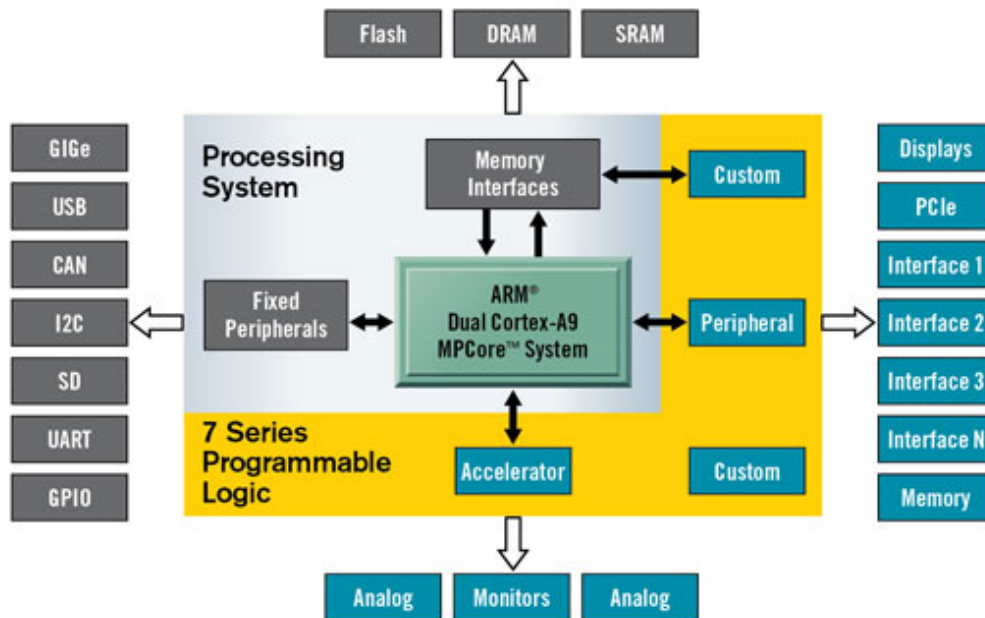 Flash
DRAM
SRAM
GIGe
USB
CAN
I2C
SD
UART
GPIO
Processing
System
Memory
Interfaces
Custom
Fixed
Peripherals
ARM®
Dual Cortex-A9
MPCore™ System
Peripheral
7 Series
Programmable
Logic
Accelerator
Custom
Displays
PCIe
Interface 1
Interface 2
Interface 3
Interface N
Memory
Analog
Monitors
Analog